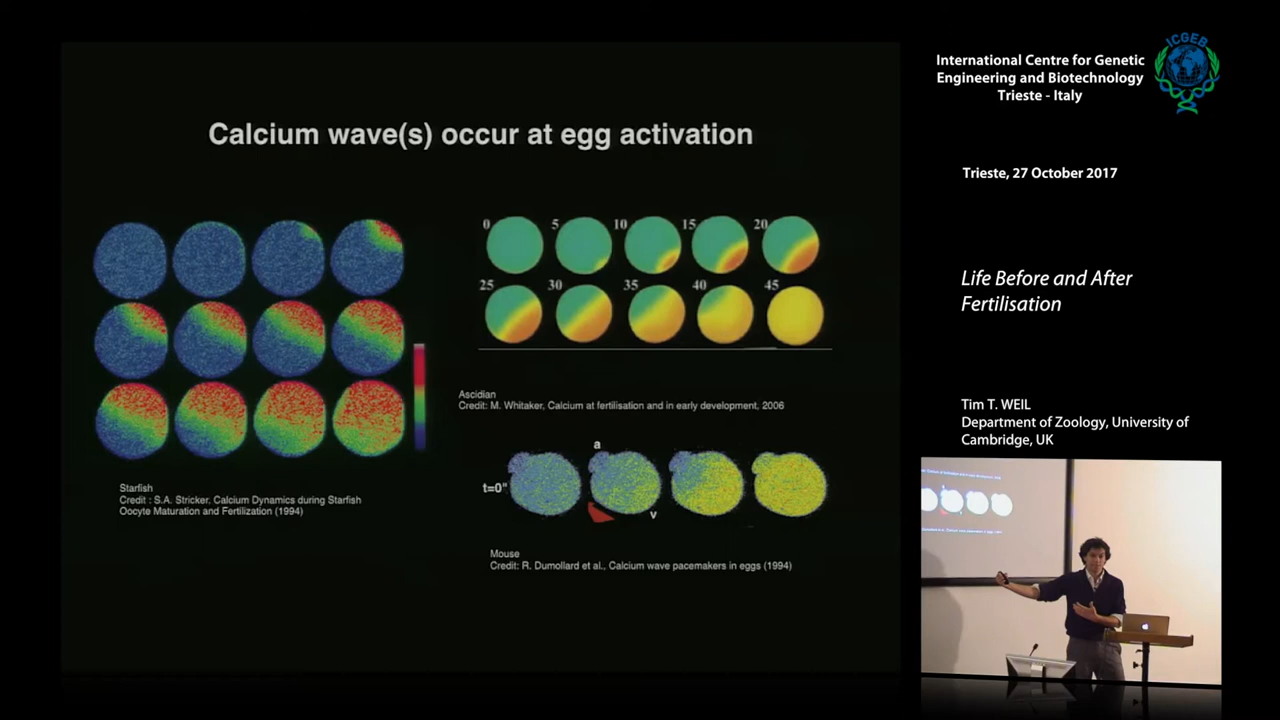 Calcium wave(s) occur at egg activation
0 5 10 15 20
25 30 35 40 45
Starfish
Credit : S.A. Stricker, Calcium Dynamics during Starfish
Oocyte Maturation and Fertilization (1994)
Ascidian
Credit: M. Whitaker, Calcium at fertilisation and in early development, 2006
a
t=0"
v
Mouse
Credit: R. Dumollard et al., Calcium wave pacemakers in eggs (1994)
International Centre for Genetic
Engineering and Biotechnology
Trieste - Italy
ICGEB
Trieste, 27 October 2017
Life Before and After
Fertilisation
Tim T. WEIL
Department of Zoology, University of
Cambridge, UK